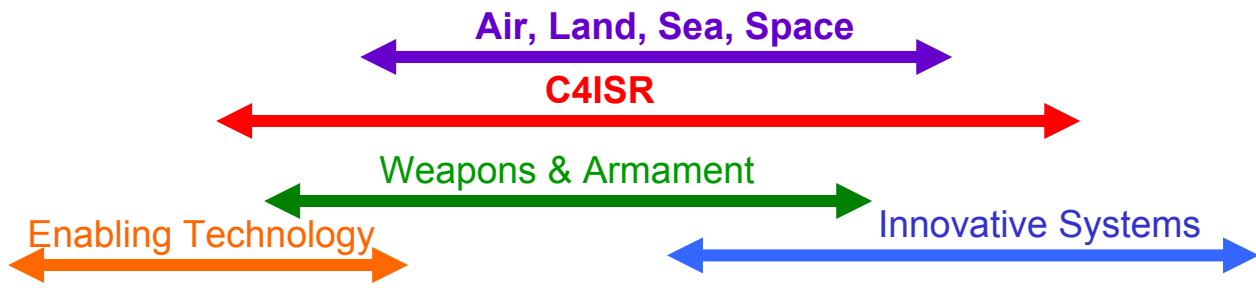 Air, Land, Sea, Space
C4ISR
Weapons & Armament
Enabling Technology
Innovative Systems